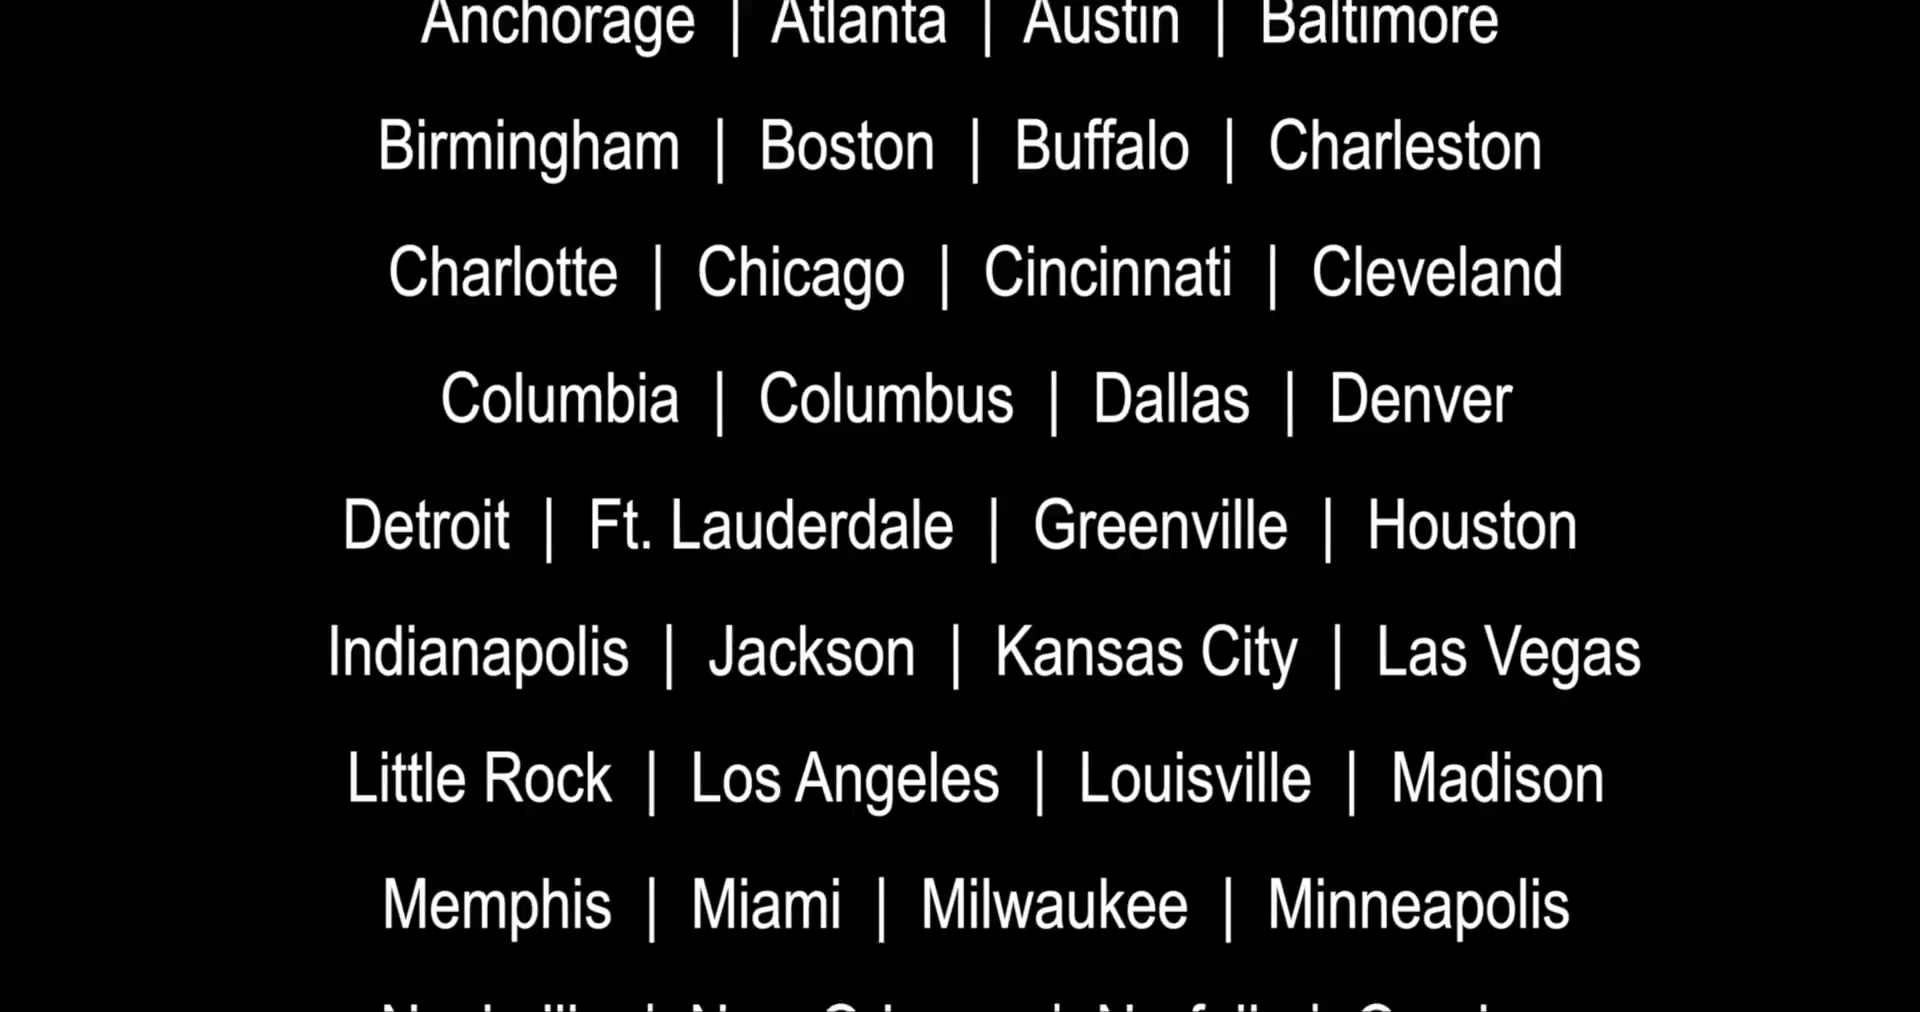 Anchorage | Atlanta | Austin | Baltimore
Birmingham | Boston | Buffalo | Charleston
Charlotte | Chicago | Cincinnati | Cleveland
Columbia | Columbus | Dallas | Denver
Detroit | Ft. Lauderdale | Greenville | Houston
Indianapolis | Jackson | Kansas City | Las Vegas
Little Rock | Los Angeles | Louisville | Madison
Memphis | Miami | Milwaukee | Minneapolis